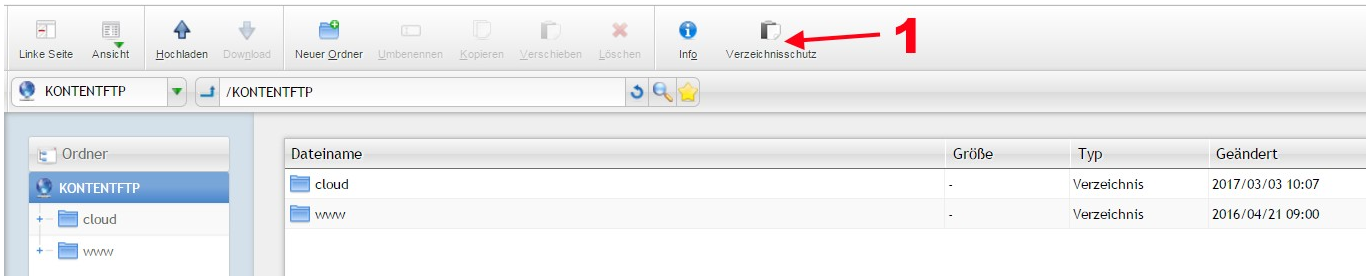 1
Linke Seite Ansicht Hochladen Download Neuer Ordner Umbenennen Kopieren Verschieben Löschen Info Verzeichnisschutz
KONTENTFTP /KONTENTFTP
Ordner
KONTENTFTP
cloud
www
Dateiname Größe Typ Geändert
cloud - Verzeichnis 2017/03/03 10:07
www - Verzeichnis 2016/04/21 09:00